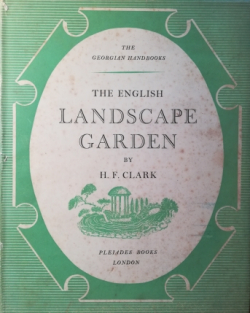 THE
GEORGIAN HANDBOOKS
THE ENGLISH
LANDSCAPE
GARDEN
BY
H. F. CLARK
PLEIADES BOOKS
LONDON